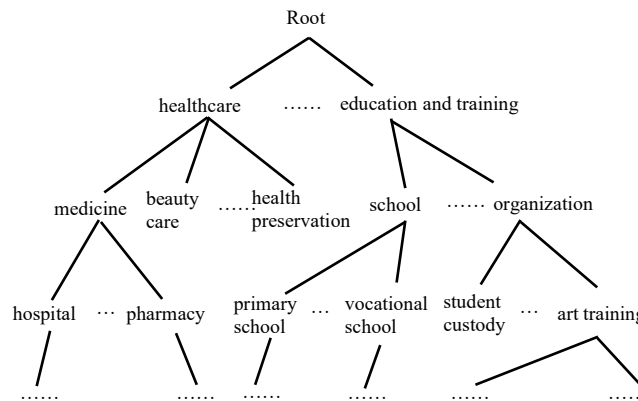 Root
healthcare ...... education and training
medicine beauty care ...... health preservation school ...... organization
hospital ... pharmacy primary school ... vocational school student custody ... art training
...... ...... ...... ...... ...... ......